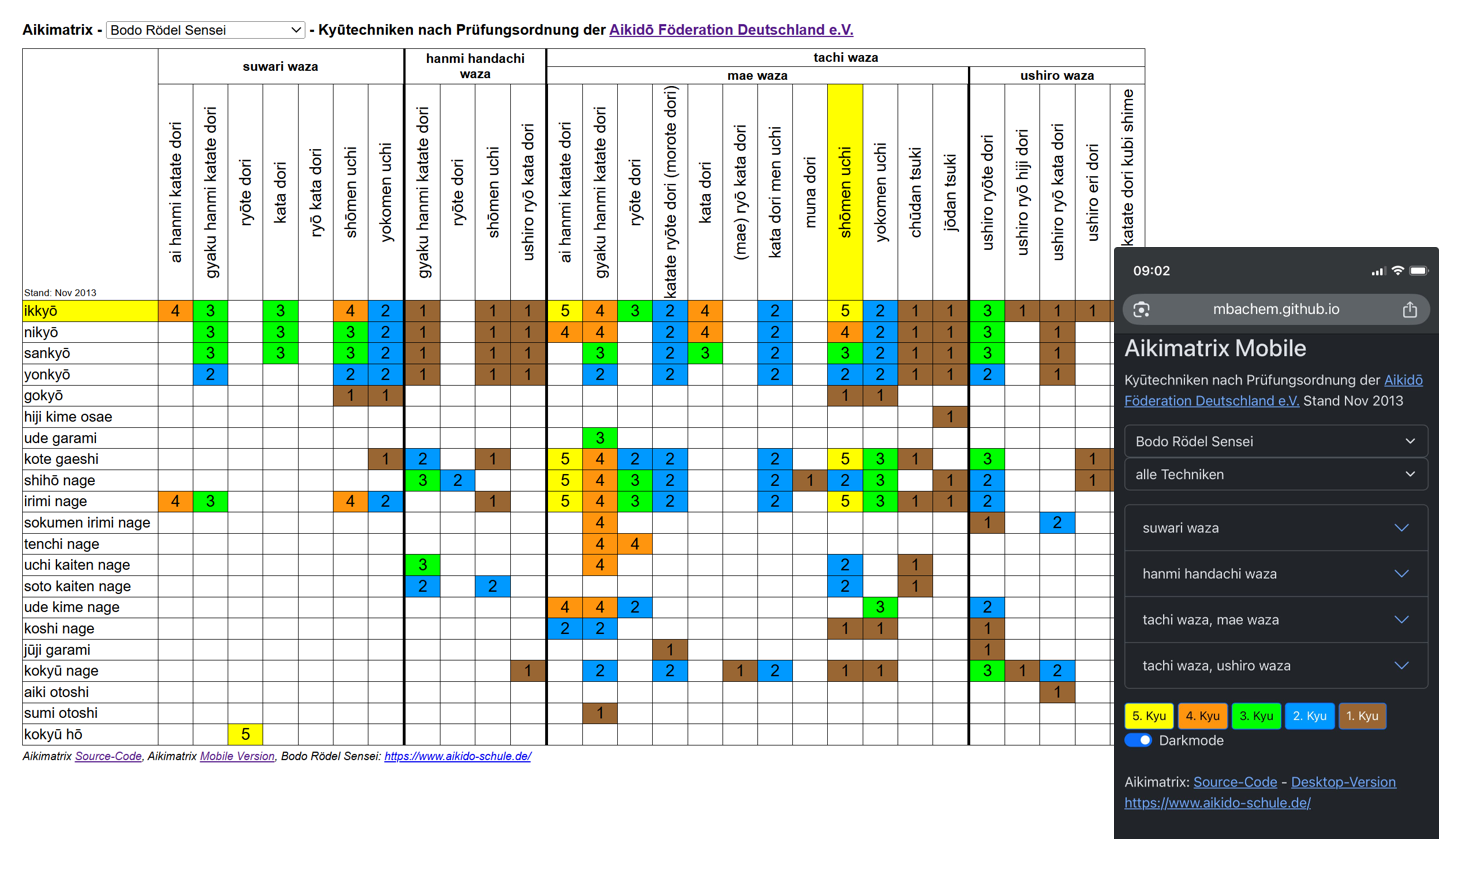 Aikimatrix - Bodo Rödel Sensei - Kyūtechniken nach Prüfungsordnung der Aikidō Föderation Deutschland e.V.
suwari waza hanmi handachi waza tachi waza
mae waza ushiro waza
ai hanmi katate dori
gyaku hanmi katate dori
ryōte dori
kata dori
ryō kata dori
shōmen uchi
yokomen uchi
gyaku hanmi katate dori
ryōte dori
shōmen uchi
ushiro ryō kata dori
ai hanmi katate dori
gyaku hanmi katate dori
ryōte dori
katate ryōte dori (morote dori)
kata dori
(mae) ryō kata dori
kata dori men uchi
muna dori
shōmen uchi
yokomen uchi
chūdan tsuki
jōdan tsuki
ushiro ryōte dori
ushiro ryō hiji dori
ushiro ryō kata dori
ushiro eri dori
katate dori kubi shime
Stand: Nov 2013
ikkyō 4 3 3 4 2 1 1 1 5 4 3 2 4 2 5 2 1 1 3 1 1 1
nikyō 3 3 3 2 1 1 1 4 4 2 4 2 4 2 1 1 3 1
sankyō 3 3 3 2 1 1 1 3 2 3 2 3 2 1 1 3 1
yonkyō 2 2 2 1 1 1 2 2 2 2 2 1 1 2 1
gokyō 1 1 1 1
hiji kime osae 1
ude garami 3
kote gaeshi 1 2 1 5 4 2 2 2 5 3 1 3 1
shihō nage 3 2 5 4 3 2 2 1 2 3 1 2 1
irimi nage 4 3 4 2 1 5 4 3 2 2 5 3 1 1 2
sokumen irimi nage 4 1 2
tenchi nage 4 4
uchi kaiten nage 3 4 2 1
soto kaiten nage 2 2 2 1
ude kime nage 4 4 2 3 2
koshi nage 2 2 1 1 1
jūji garami 1 1
kokyū nage 1 2 2 1 2 1 1 3 1 2
aiki otoshi 1
sumi otoshi 1
kokyū hō 5
Aikimatrix Source-Code, Aikimatrix Mobile Version, Bodo Rödel Sensei: https://www.aikido-schule.de/
09:02
mbachem.github.io
Aikimatrix Mobile
Kyūtechniken nach Prüfungsordnung der Aikidō
Föderation Deutschland e.V. Stand Nov 2013
Bodo Rödel Sensei
alle Techniken
suwari waza
hanmi handachi waza
tachi waza, mae waza
tachi waza, ushiro waza
5. Kyu 4. Kyu 3. Kyu 2. Kyu 1. Kyu
Darkmode
Aikimatrix: Source-Code - Desktop-Version
https://www.aikido-schule.de/